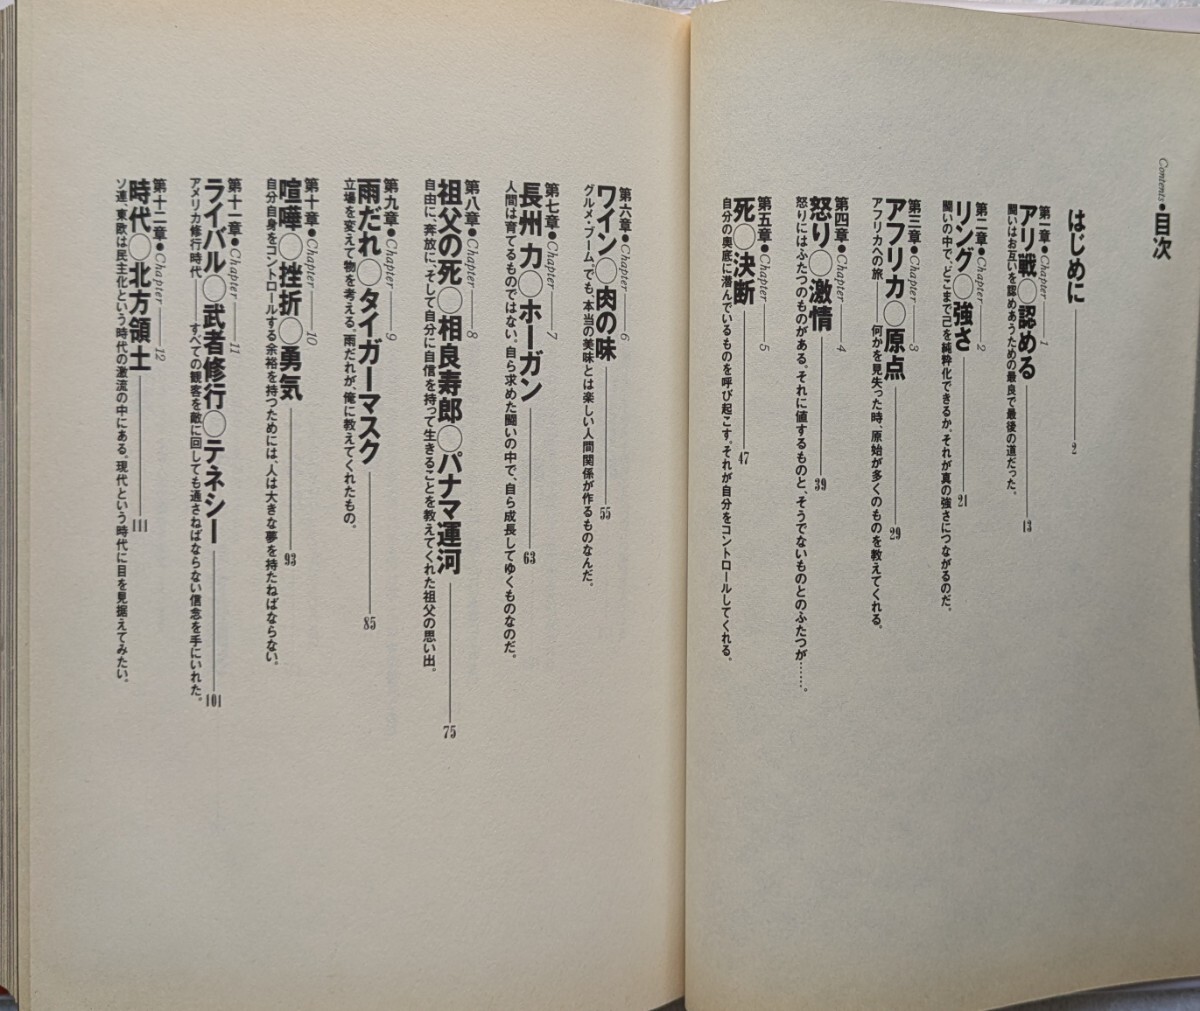 Contents●目次
はじめに 2
第一章●Chapter 1
アリ戦◯認める 13
闘いはお互いを認めあうための最良で最後の道だった。
第二章●Chapter 2
リング◯強さ 21
闘いの中で、どこまで己を純粋化できるか。それが真の強さにつながるのだ。
第三章●Chapter 3
アフリカ◯原点 29
アフリカへの旅――何かを見失った時、原始が多くのものを教えてくれる。
第四章●Chapter 4
怒り◯激情 39
怒りにはふたつのものがある。それに値するものと、そうでないものとのふたつが……。
第五章●Chapter 5
死◯決断 47
自分の奥底に潜んでいるものを呼び起こす。それが自分をコントロールしてくれる。
第六章●Chapter 6
ワイン◯肉の味 55
グルメ・ブーム。でも、本当の美味とは楽しい人間関係が作るものなんだ。
第七章●Chapter 7
長州 力◯ホーガン 63
人間は育てるものではない。自ら求めた闘いの中で、自ら成長してゆくものなのだ。
第八章●Chapter 8
祖父の死◯相良寿郎◯パナマ運河 75
自由に、奔放に、そして自分に自信を持って生きることを教えてくれた祖父の思い出。
第九章●Chapter 9
雨だれ◯タイガーマスク 85
立場を変えて物を考える。雨だれが、俺に教えてくれたもの。
第十章●Chapter 10
喧嘩◯挫折◯勇気 93
自分自身をコントロールする余裕を持つためには、人は大きな夢を持たねばならない。
第十一章●Chapter 11
ライバル◯武者修行◯テネシー 101
アメリカ修行時代――すべての観客を敵に回しても通さねばならない信念を手にいれた。
第十二章●Chapter 12
時代◯北方領土 111
ソ連、東欧は民主化という時代の激流の中にある。現代という時代に目を見据えてみたい。